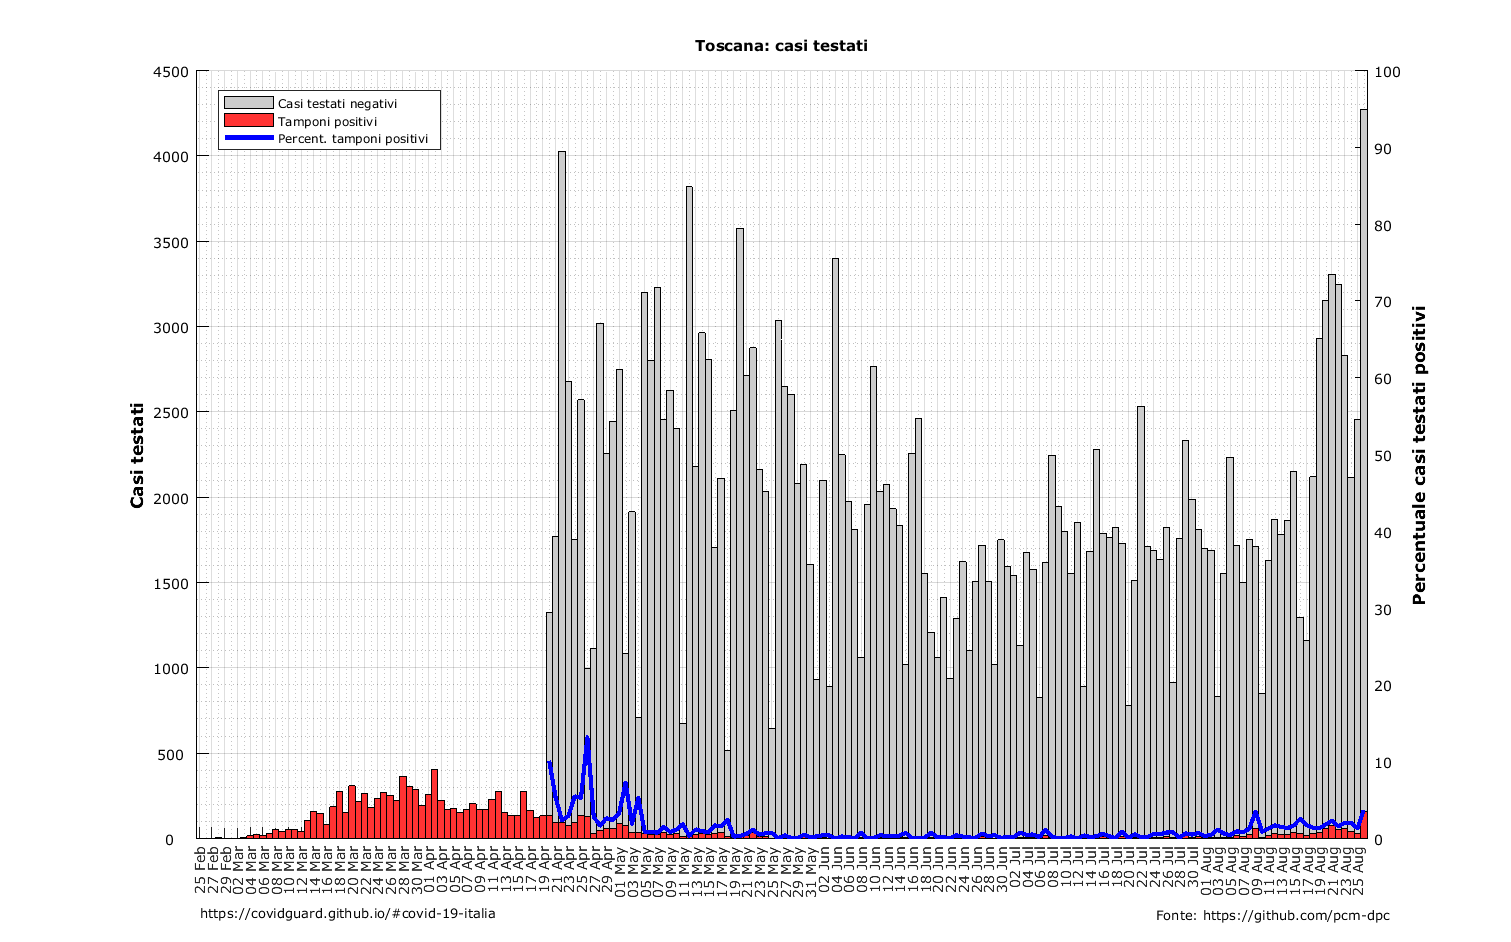 Toscana: casi testati
Casi testati negativi
Tamponi positivi
Percent. tamponi positivi
4500
4000
3500
3000
2500
2000
1500
1000
500
0
100
90
80
70
60
50
40
30
20
10
0
Casi testati
Percentuale casi testati positivi
25 Feb
27 Feb
29 Feb
02 Mar
04 Mar
06 Mar
08 Mar
10 Mar
12 Mar
14 Mar
16 Mar
18 Mar
20 Mar
22 Mar
24 Mar
26 Mar
28 Mar
30 Mar
01 Apr
03 Apr
05 Apr
07 Apr
09 Apr
11 Apr
13 Apr
15 Apr
17 Apr
19 Apr
21 Apr
23 Apr
25 Apr
27 Apr
29 Apr
01 May
03 May
05 May
07 May
09 May
11 May
13 May
15 May
17 May
19 May
21 May
23 May
25 May
27 May
29 May
31 May
02 Jun
04 Jun
06 Jun
08 Jun
10 Jun
12 Jun
14 Jun
16 Jun
18 Jun
20 Jun
22 Jun
24 Jun
26 Jun
28 Jun
30 Jun
02 Jul
04 Jul
06 Jul
08 Jul
10 Jul
12 Jul
14 Jul
16 Jul
18 Jul
20 Jul
22 Jul
24 Jul
26 Jul
28 Jul
30 Jul
01 Aug
03 Aug
05 Aug
07 Aug
09 Aug
11 Aug
13 Aug
15 Aug
17 Aug
19 Aug
21 Aug
23 Aug
25 Aug
https://covidguard.github.io/#covid-19-italia
Fonte: https://github.com/pcm-dpc